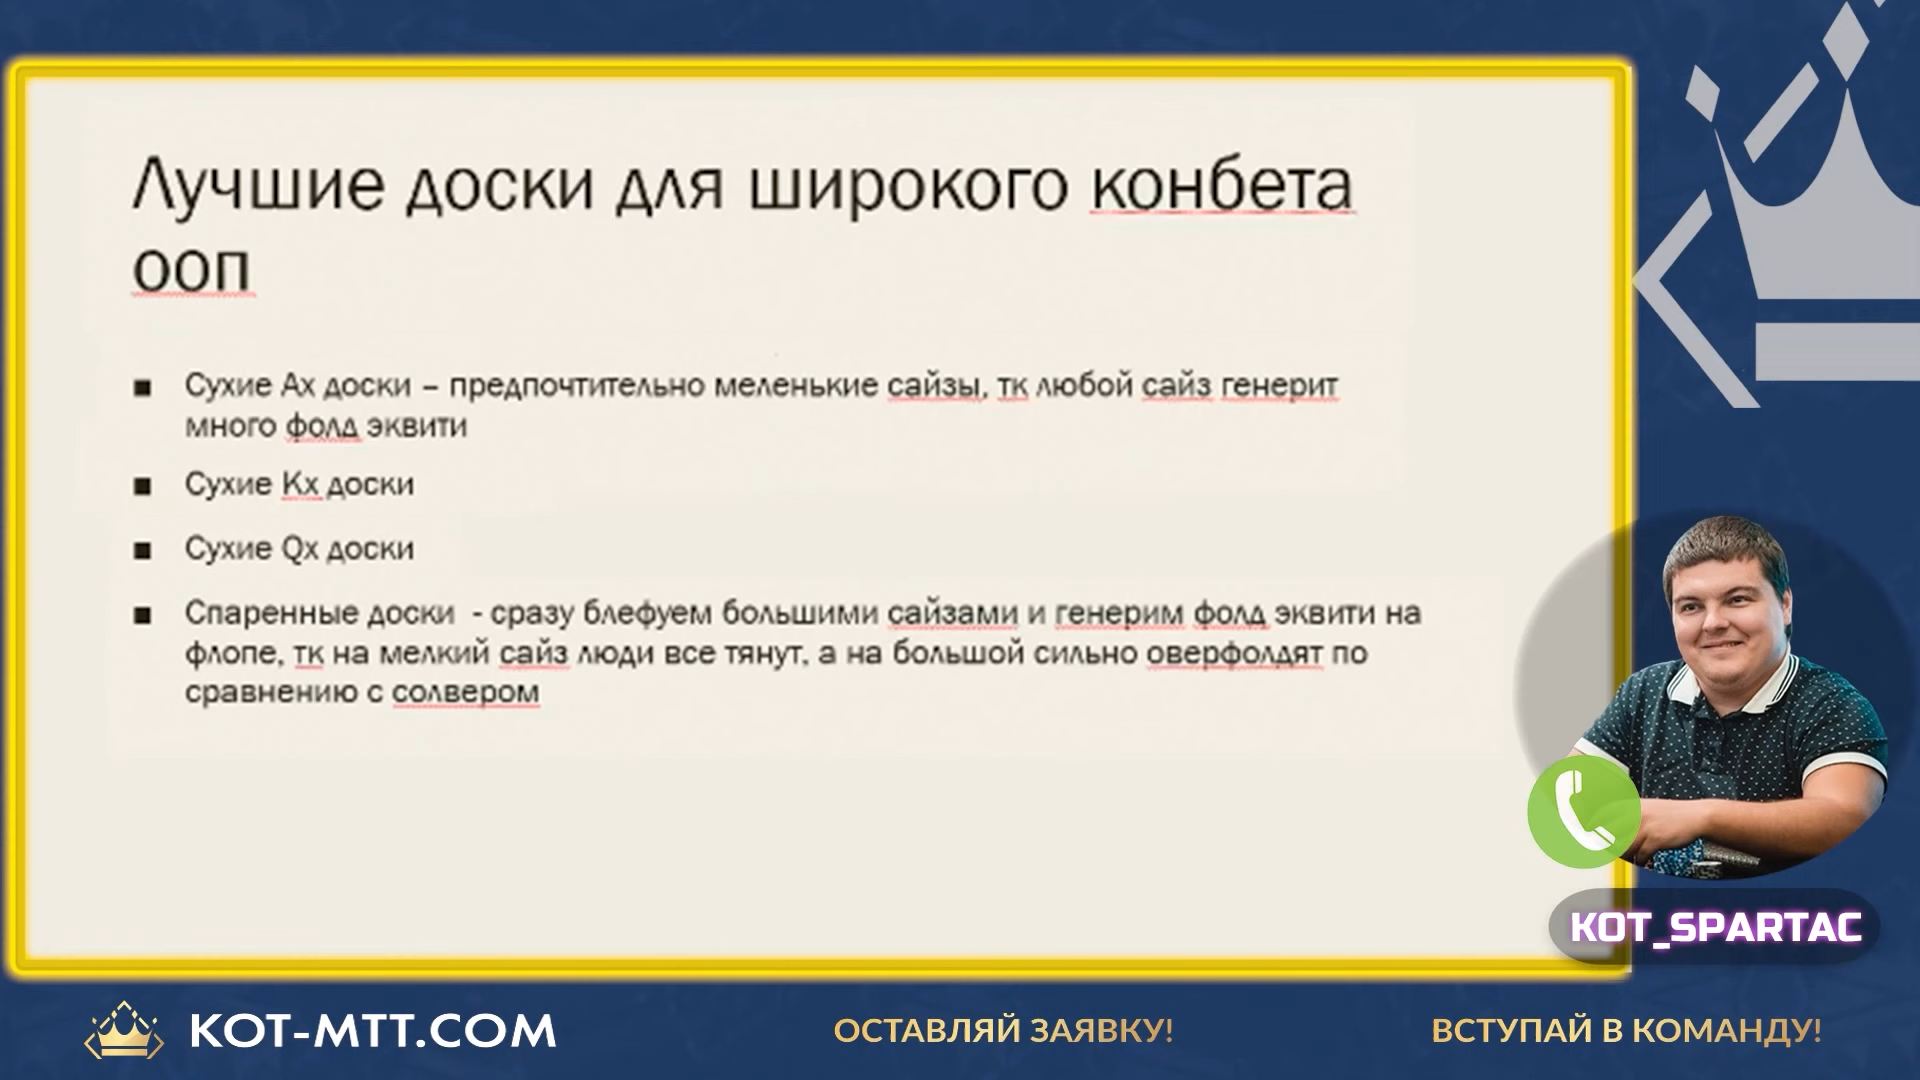 Лучшие доски для широкого конбета
ооп
■ Сухие Ах доски – предпочтительно меленькие сайзы, тк любой сайз генерит
много фолд эквити
■ Сухие Кх доски
■ Сухие Qx доски
■ Спаренные доски - сразу блефуем большими сайзами и генерим фолд эквити на
флопе, тк на мелкий сайз люди все тянут, а на большой сильно оверфолдят по
сравнению с солвером
KOT_SPARTAC
KOT-MTT.COM
ОСТАВЛЯЙ ЗАЯВКУ!
ВСТУПАЙ В КОМАНДУ!